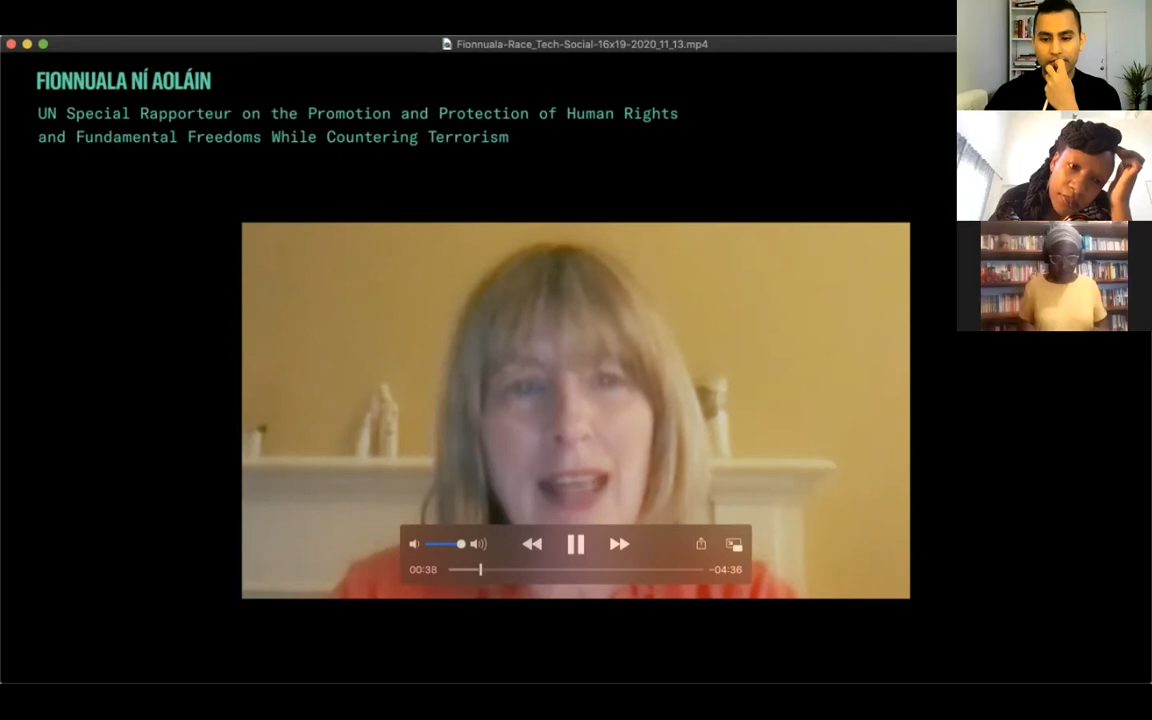 Fionnuala-Race_Tech-Social-16x19-2020_11_13.mp4
FIONNUALA NÍ AOLÁIN
UN Special Rapporteur on the Promotion and Protection of Human Rights
and Fundamental Freedoms While Countering Terrorism
00:38
-04:36